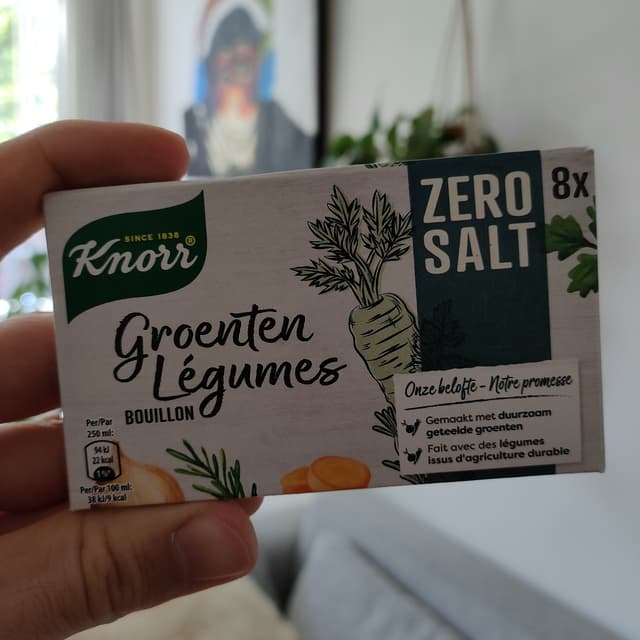 SINCE 1838
Knorr®
Groenten
Légumes
BOUILLON
ZERO
SALT
8x
Onze belofte - Notre promesse
Gemaakt met duurzaam
geteelde groenten
Fait avec des légumes
issus d'agriculture durable
Per/Par
250 ml:
94 kJ
22 kcal
Per/Par 100 ml:
38 kJ/9 kcal